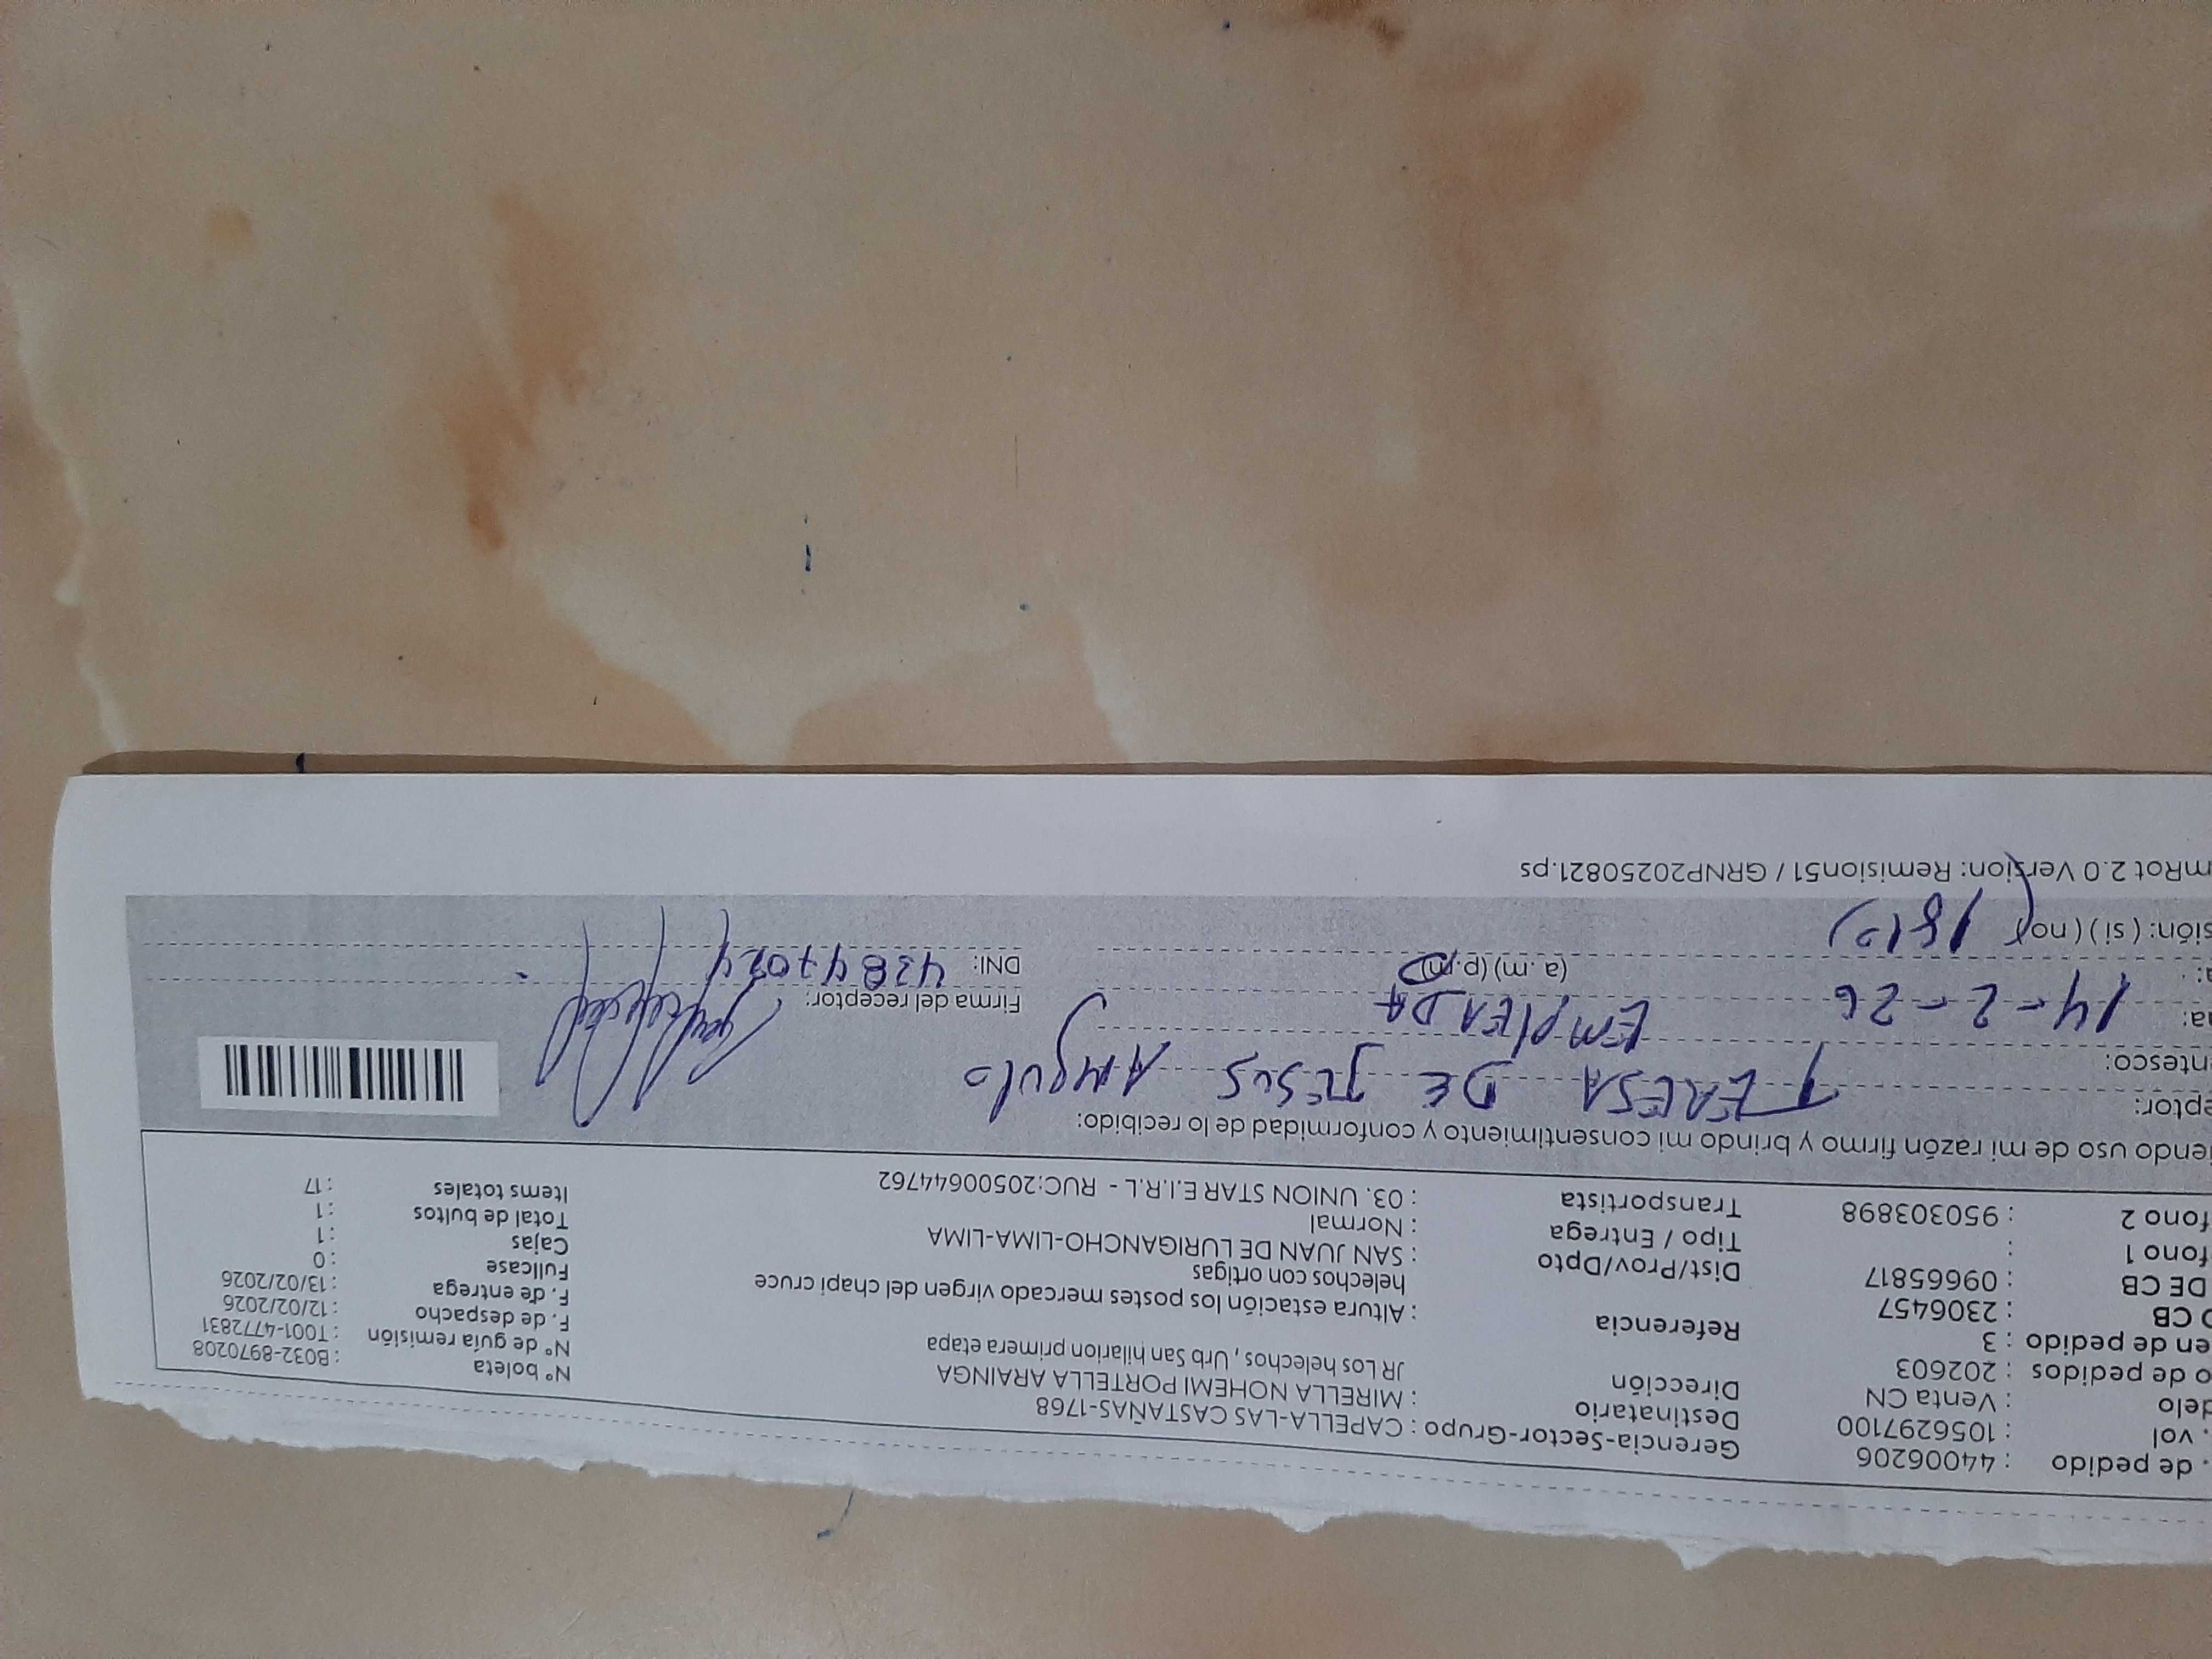 . de pedido : 44006206
. vol : 1056297100
delo : Venta CN
o de pedidos : 202603
en de pedido : 3
O CB : 2306457
DE CB : 09665817
fono 1 :
fono 2 : 950303898
Gerencia-Sector-Grupo : CAPELLA-LAS CASTAÑAS-1768
Destinatario : MIRELLA NOHEMI PORTELLA ARAINGA
Dirección JR Los helechos , Urb San hilarion primera etapa
Referencia : Altura estación los postes mercado virgen del chapi cruce
helechos con ortigas
Dist/Prov/Dpto : SAN JUAN DE LURIGANCHO-LIMA-LIMA
Tipo / Entrega : Normal
Transportista : 03. UNION STAR E.I.R.L - RUC:20500644762
N° boleta : B032-8970208
N° de guía remisión : T001-4772831
F. de despacho : 12/02/2026
F. de entrega : 13/02/2026
Fullcase : 0
Cajas : 1
Total de bultos : 1
Items totales : 17
endo uso de mi razón firmo y brindo mi consentimiento y conformidad de lo recibido:
eptor: TERESA DE JESUS ANGULO
entesco: EMPLEADA
a: 14-2-26
a: (a. m) (p.m)
sión: (si) (no)
Firma del receptor:
DNI: 43847024
mRot 2.0 Version: Remision51 / GRNP20250821.ps